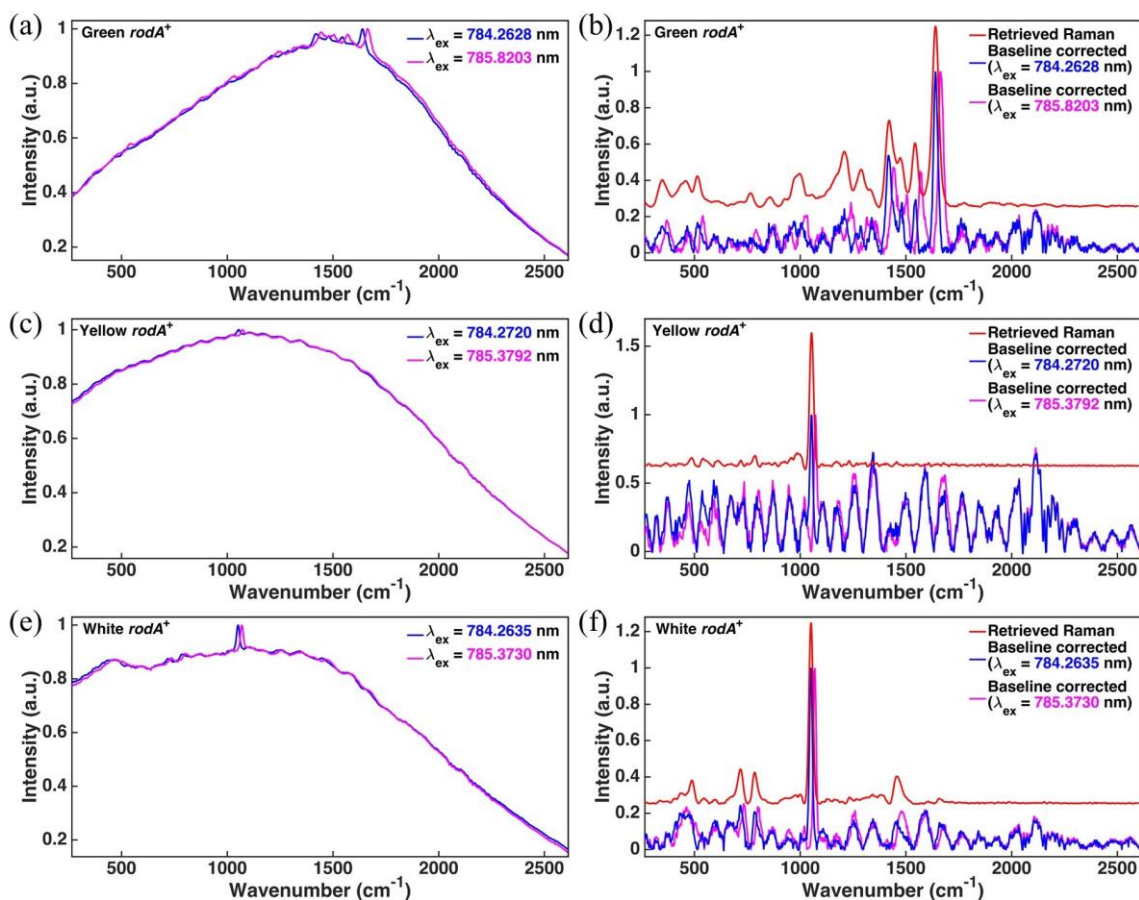 (a)
Green rodA⁺
λex = 784.2628 nm
λex = 785.8203 nm
1
0.8
0.6
0.4
0.2
Intensity (a.u.)
500 1000 1500 2000 2500
Wavenumber (cm⁻¹)
(b)
Green rodA⁺
Retrieved Raman
Baseline corrected
(λex = 784.2628 nm)
Baseline corrected
(λex = 785.8203 nm)
1.2
1
0.8
0.6
0.4
0.2
0
Intensity (a.u.)
500 1000 1500 2000 2500
Wavenumber (cm⁻¹)
(c)
Yellow rodA⁺
λex = 784.2720 nm
λex = 785.3792 nm
1
0.8
0.6
0.4
0.2
Intensity (a.u.)
500 1000 1500 2000 2500
Wavenumber (cm⁻¹)
(d)
Yellow rodA⁺
Retrieved Raman
Baseline corrected
(λex = 784.2720 nm)
Baseline corrected
(λex = 785.3792 nm)
1.5
1
0.5
0
Intensity (a.u.)
500 1000 1500 2000 2500
Wavenumber (cm⁻¹)
(e)
White rodA⁺
λex = 784.2635 nm
λex = 785.3730 nm
1
0.8
0.6
0.4
0.2
Intensity (a.u.)
500 1000 1500 2000 2500
Wavenumber (cm⁻¹)
(f)
White rodA⁺
Retrieved Raman
Baseline corrected
(λex = 784.2635 nm)
Baseline corrected
(λex = 785.3730 nm)
1.2
1
0.8
0.6
0.4
0.2
0
Intensity (a.u.)
500 1000 1500 2000 2500
Wavenumber (cm⁻¹)